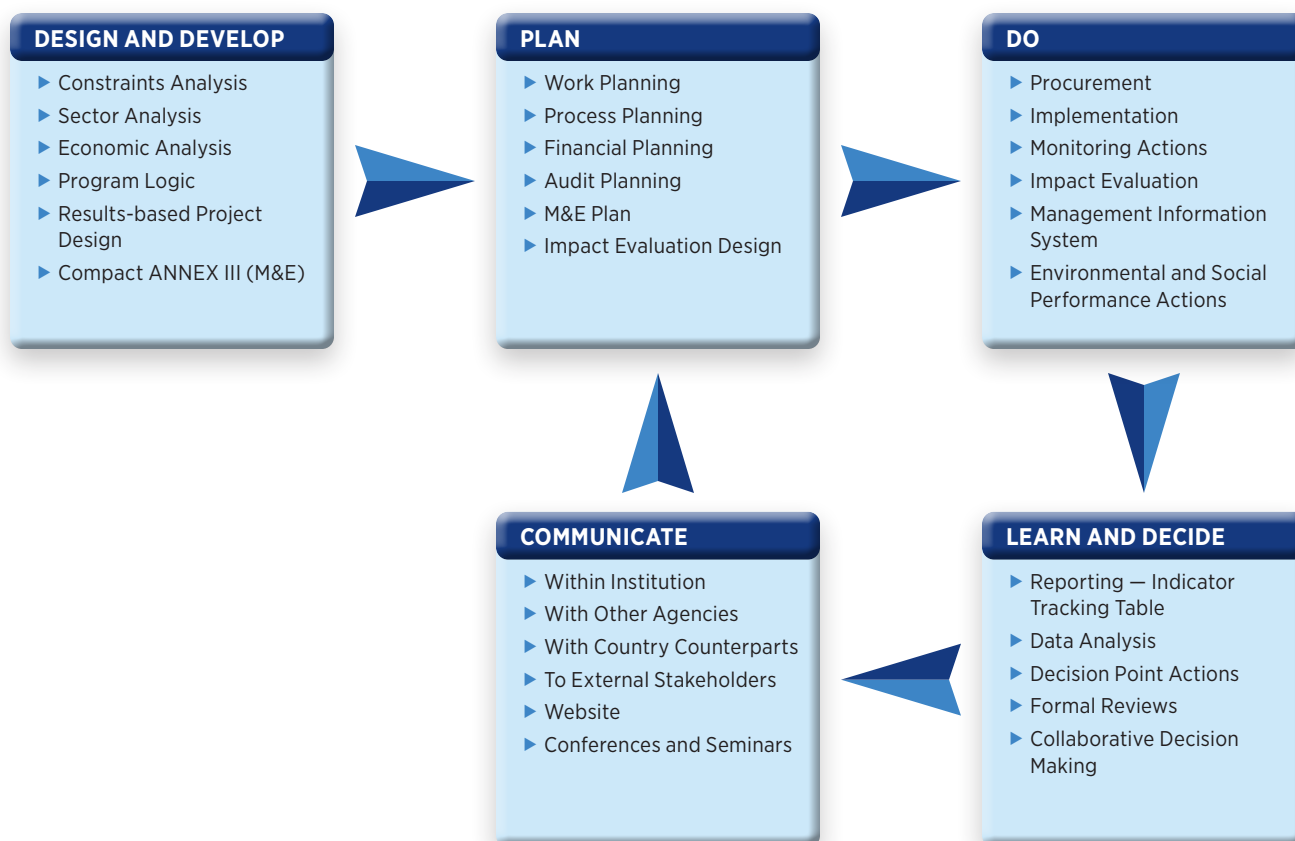 DESIGN AND DEVELOP
Constraints Analysis
Sector Analysis
Economic Analysis
Program Logic
Results-based Project
Design
Compact ANNEX III (M&E)
PLAN
Work Planning
Process Planning
Financial Planning
Audit Planning
M&E Plan
Impact Evaluation Design
DO
Procurement
Implementation
Monitoring Actions
Impact Evaluation
Management Information
System
Environmental and Social
Performance Actions
COMMUNICATE
Within Institution
With Other Agencies
With Country Counterparts
To External Stakeholders
Website
Conferences and Seminars
LEARN AND DECIDE
Reporting — Indicator
Tracking Table
Data Analysis
Decision Point Actions
Formal Reviews
Collaborative Decision
Making